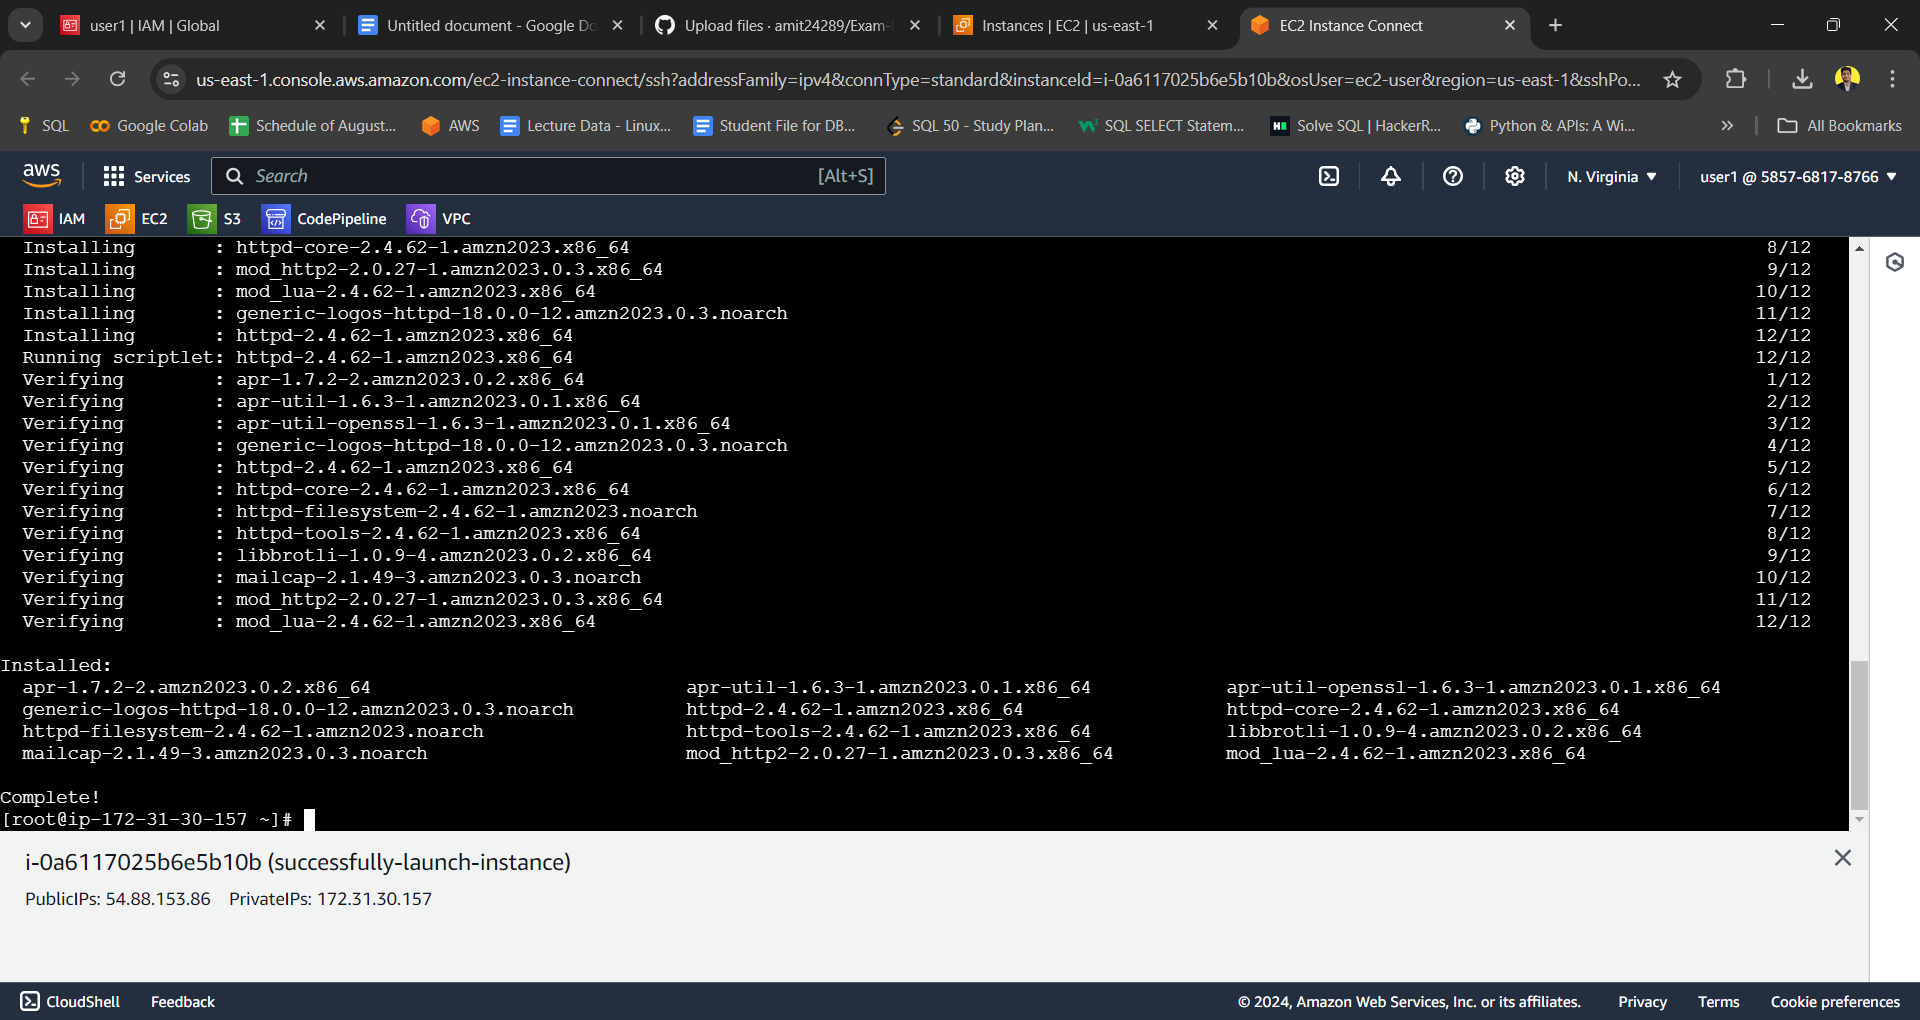 user1 | IAM | Global
Untitled document - Google Do
Upload files · amit24289/Exam-
Instances | EC2 | us-east-1
EC2 Instance Connect
us-east-1.console.aws.amazon.com/ec2-instance-connect/ssh?addressFamily=ipv4&connType=standard&instanceId=i-0a6117025b6e5b10b&osUser=ec2-user&region=us-east-1&sshPo...
SQL
Google Colab
Schedule of August...
AWS
Lecture Data - Linux...
Student File for DB...
SQL 50 - Study Plan...
SQL SELECT Statem...
Solve SQL | HackerR...
Python & APIs: A Wi...
»
All Bookmarks
aws
Services
Search
[Alt+S]
N. Virginia
user1 @ 5857-6817-8766
IAM
EC2
S3
CodePipeline
VPC
Installing : httpd-core-2.4.62-1.amzn2023.x86_64 8/12
Installing : mod_http2-2.0.27-1.amzn2023.0.3.x86_64 9/12
Installing : mod_lua-2.4.62-1.amzn2023.x86_64 10/12
Installing : generic-logos-httpd-18.0.0-12.amzn2023.0.3.noarch 11/12
Installing : httpd-2.4.62-1.amzn2023.x86_64 12/12
Running scriptlet: httpd-2.4.62-1.amzn2023.x86_64 12/12
Verifying : apr-1.7.2-2.amzn2023.0.2.x86_64 1/12
Verifying : apr-util-1.6.3-1.amzn2023.0.1.x86_64 2/12
Verifying : apr-util-openssl-1.6.3-1.amzn2023.0.1.x86_64 3/12
Verifying : generic-logos-httpd-18.0.0-12.amzn2023.0.3.noarch 4/12
Verifying : httpd-2.4.62-1.amzn2023.x86_64 5/12
Verifying : httpd-core-2.4.62-1.amzn2023.x86_64 6/12
Verifying : httpd-filesystem-2.4.62-1.amzn2023.noarch 7/12
Verifying : httpd-tools-2.4.62-1.amzn2023.x86_64 8/12
Verifying : libbrotli-1.0.9-4.amzn2023.0.2.x86_64 9/12
Verifying : mailcap-2.1.49-3.amzn2023.0.3.noarch 10/12
Verifying : mod_http2-2.0.27-1.amzn2023.0.3.x86_64 11/12
Verifying : mod_lua-2.4.62-1.amzn2023.x86_64 12/12
Installed:
apr-1.7.2-2.amzn2023.0.2.x86_64 apr-util-1.6.3-1.amzn2023.0.1.x86_64 apr-util-openssl-1.6.3-1.amzn2023.0.1.x86_64
generic-logos-httpd-18.0.0-12.amzn2023.0.3.noarch httpd-2.4.62-1.amzn2023.x86_64 httpd-core-2.4.62-1.amzn2023.x86_64
httpd-filesystem-2.4.62-1.amzn2023.noarch httpd-tools-2.4.62-1.amzn2023.x86_64 libbrotli-1.0.9-4.amzn2023.0.2.x86_64
mailcap-2.1.49-3.amzn2023.0.3.noarch mod_http2-2.0.27-1.amzn2023.0.3.x86_64 mod_lua-2.4.62-1.amzn2023.x86_64
Complete!
[root@ip-172-31-30-157 ~]#
i-0a6117025b6e5b10b (successfully-launch-instance)
PublicIPs: 54.88.153.86 PrivateIPs: 172.31.30.157
CloudShell
Feedback
© 2024, Amazon Web Services, Inc. or its affiliates.
Privacy
Terms
Cookie preferences